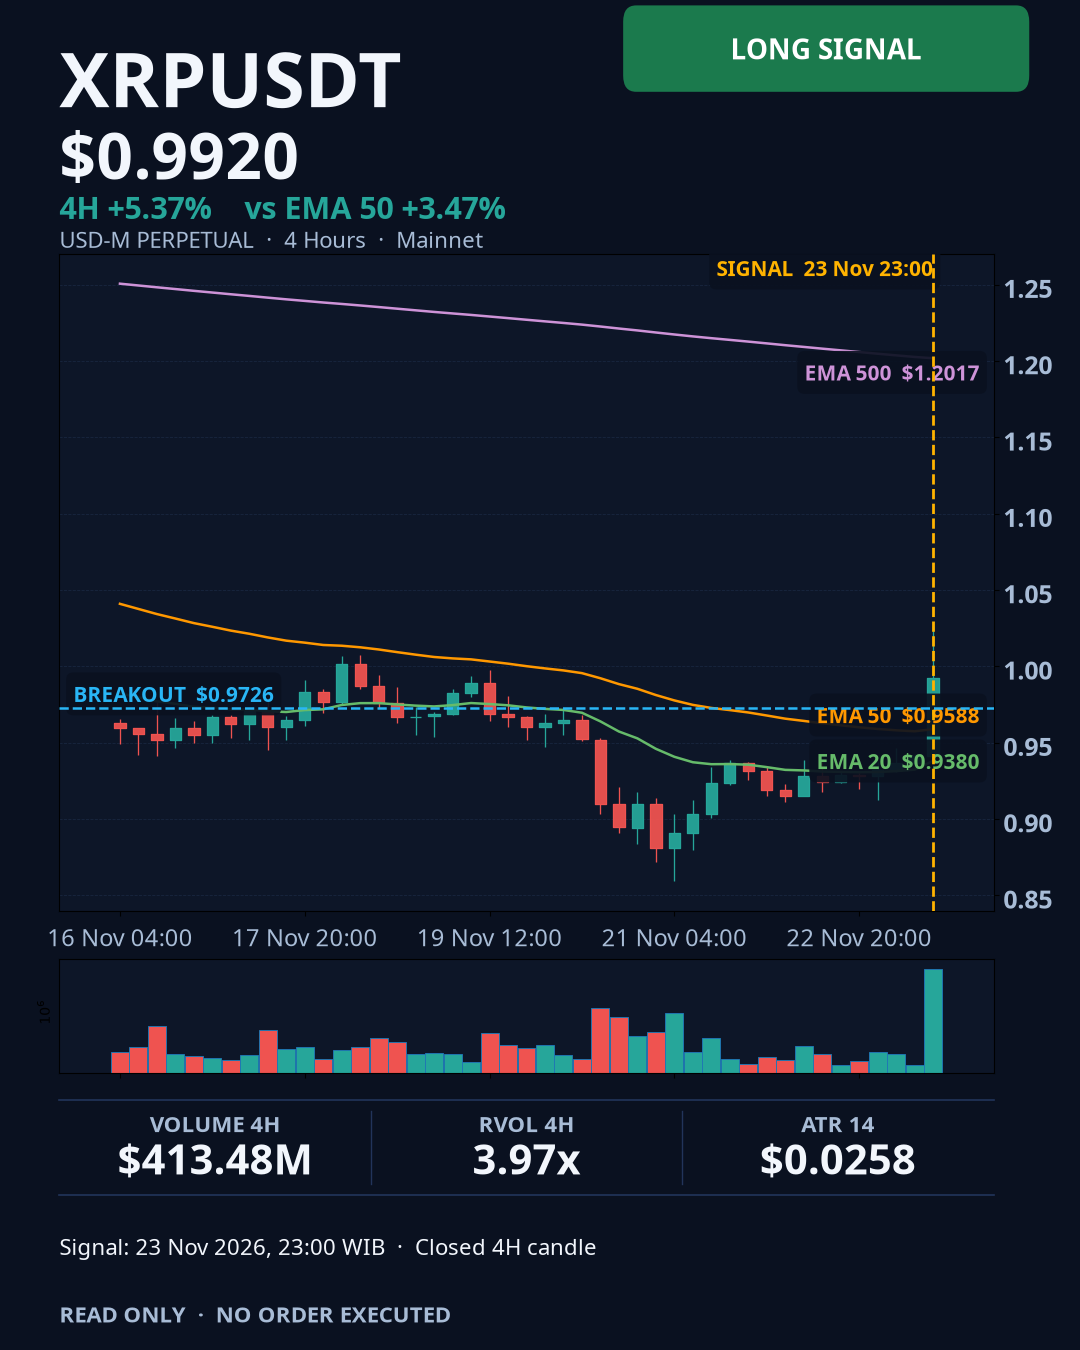 LONG SIGNAL
XRPUSDT
$0.9920
4H +5.37% vs EMA 50 +3.47%
USD-M PERPETUAL · 4 Hours · Mainnet
SIGNAL 23 Nov 23:00
1.25
EMA 500 $1.2017
1.20
1.15
1.10
1.05
1.00
BREAKOUT $0.9726
EMA 50 $0.9588
0.95
EMA 20 $0.9380
0.90
0.85
16 Nov 04:00 17 Nov 20:00 19 Nov 12:00 21 Nov 04:00 22 Nov 20:00
10⁶
VOLUME 4H RVOL 4H ATR 14
$413.48M 3.97x $0.0258
Signal: 23 Nov 2026, 23:00 WIB · Closed 4H candle
READ ONLY · NO ORDER EXECUTED